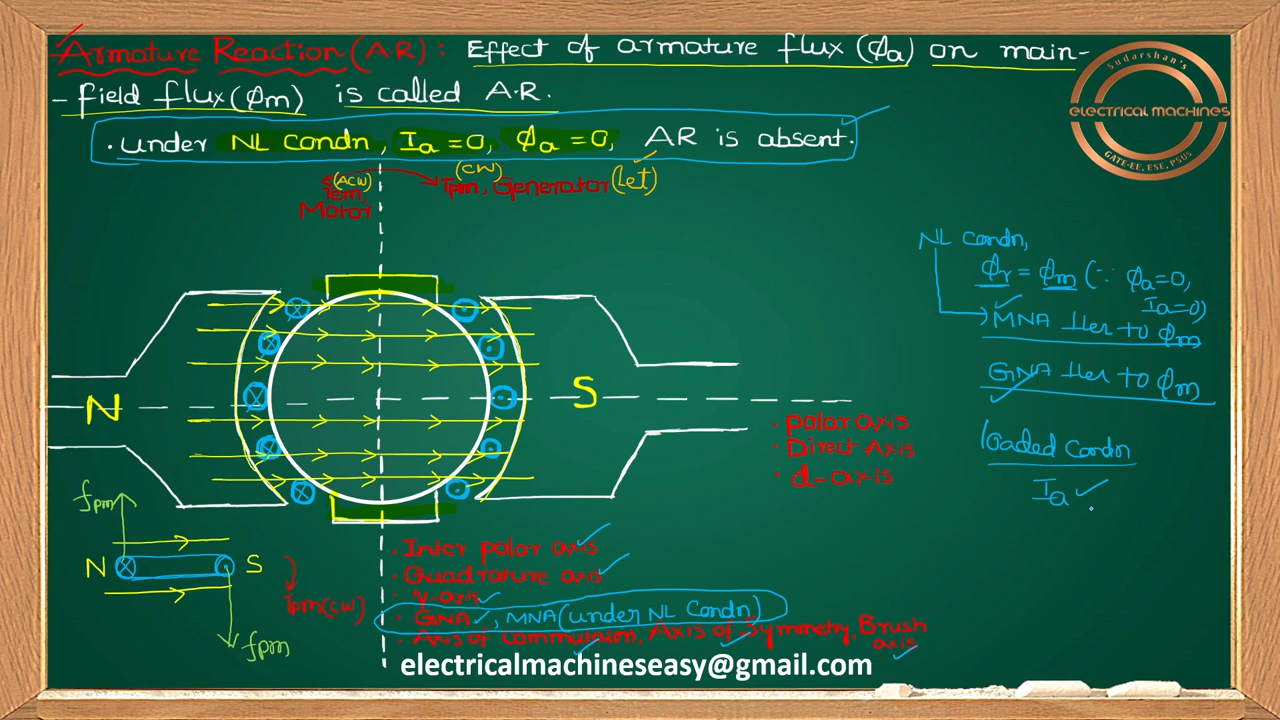 Armature Reaction (AR) : Effect of armature flux (ϕa) on main-
-field flux (ϕm) is called A.R.
. under NL Condn, Ia = 0, ϕa = 0, AR is absent.
(ACW)
Tem,
Motor
(CW)
Tpm, Generator (Let)
Sudarshan's
ELECTRICAL MACHINES
GATE-EE, ESE, PSUS
NL Condn,
ϕr = ϕm (∵ ϕa=0,
Ia=0)
MNA ⊥er to ϕm
GNA ⊥er to ϕm
loaded Condn
Ia ✓
N
S
• polar axis
• Direct Axis
• d-axis
fpm
N
S
Tpm(CW)
fpm
• Inter polar axis
• Quadrature axis
• q-axis
• GNA, MNA (under NL Condn)
• Axis of commutation, Axis of Symmetry, Brush
axis
electricalmachineseasy@gmail.com